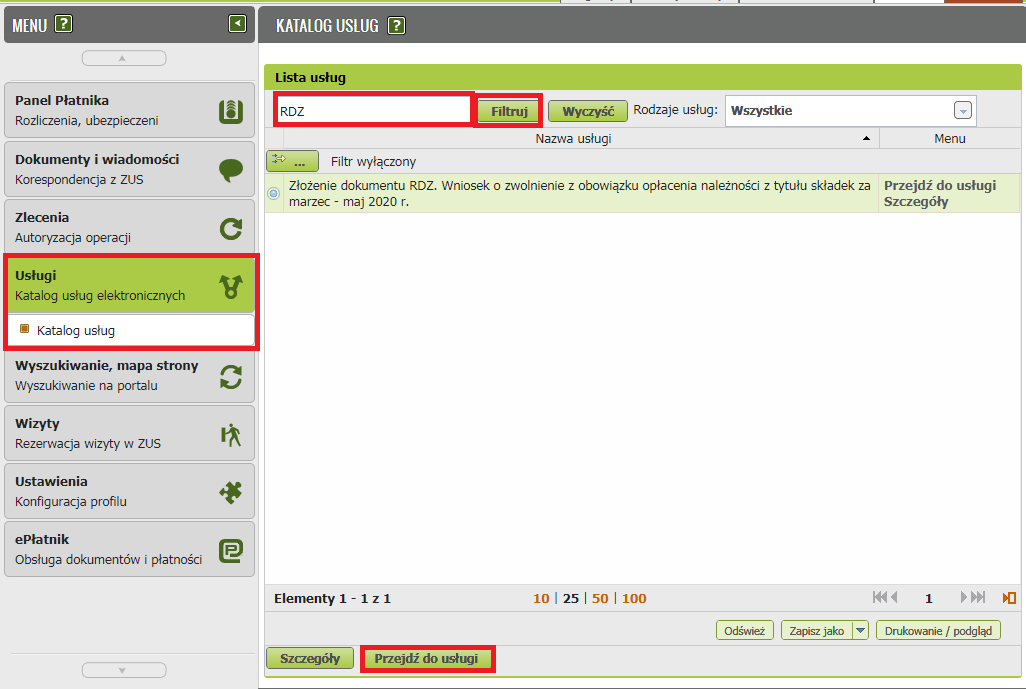 MENU ?
KATALOG USLUG ?
Panel Płatnika
Rozliczenia, ubezpieczeni
Dokumenty i wiadomości
Korespondencja z ZUS
Zlecenia
Autoryzacja operacji
Usługi
Katalog usług elektronicznych
Katalog usług
Wyszukiwanie, mapa strony
Wyszukiwanie na portalu
Wizyty
Rezerwacja wizyty w ZUS
Ustawienia
Konfiguracja profilu
ePłatnik
Obsługa dokumentów i płatności
Lista usług
RDZ Filtruj Wyczyść Rodzaje usług: Wszystkie
Nazwa usługi Menu
... Filtr wyłączony
Złożenie dokumentu RDZ. Wniosek o zwolnienie z obowiązku opłacenia należności z tytułu składek za
marzec - maj 2020 r.
Przejdź do usługi
Szczegóły
Elementy 1 - 1 z 1 10 | 25 | 50 | 100 1
Odśwież Zapisz jako Drukowanie / podgląd
Szczegóły Przejdź do usługi